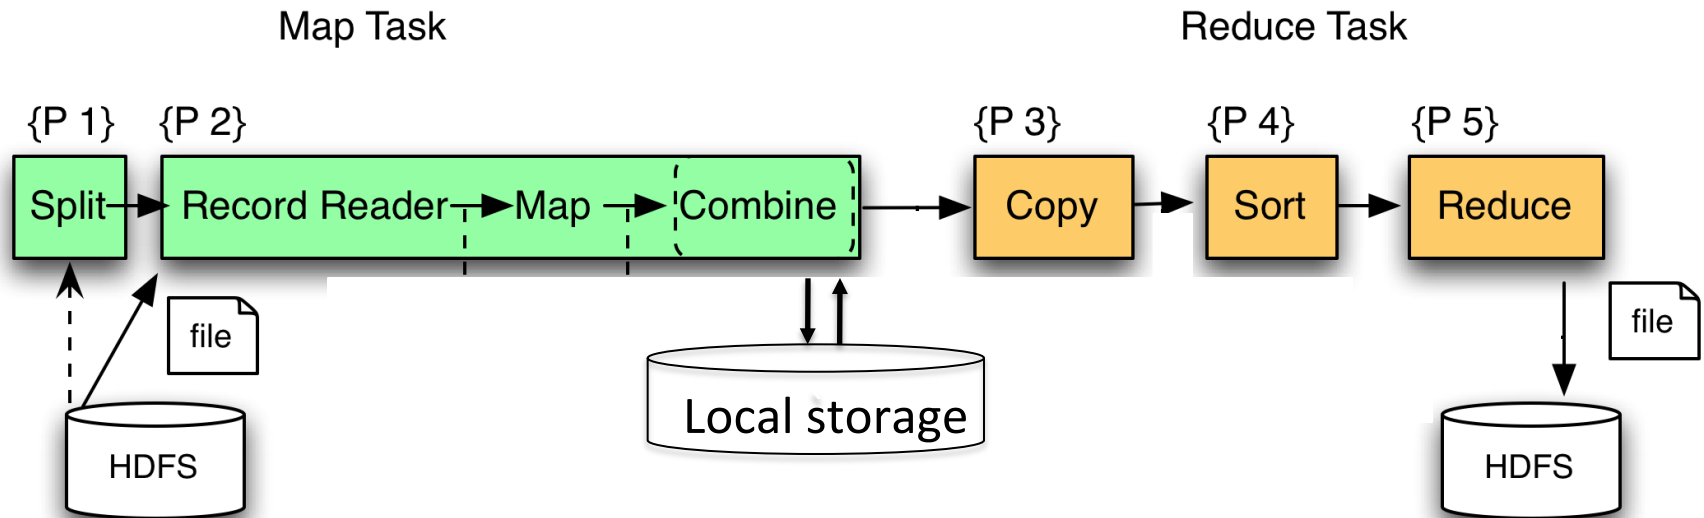 Map Task
Reduce Task
{P 1}
{P 2}
{P 3}
{P 4}
{P 5}
Split
Record Reader
Map
Combine
Copy
Sort
Reduce
file
file
Local storage
HDFS
HDFS